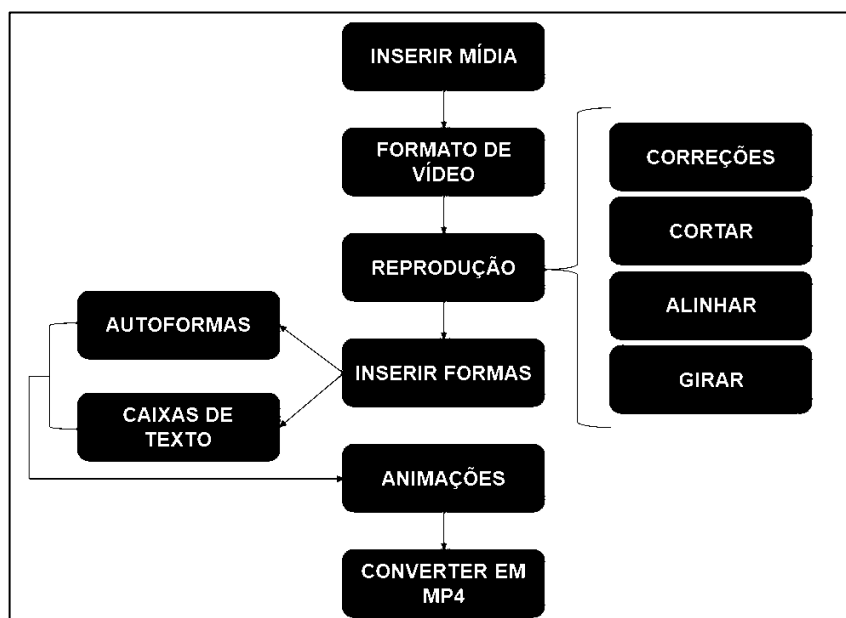 INSERIR MÍDIA
FORMATO DE
VÍDEO
REPRODUÇÃO
CORREÇÕES
CORTAR
ALINHAR
GIRAR
INSERIR FORMAS
AUTOFORMAS
CAIXAS DE
TEXTO
ANIMAÇÕES
CONVERTER EM
MP4